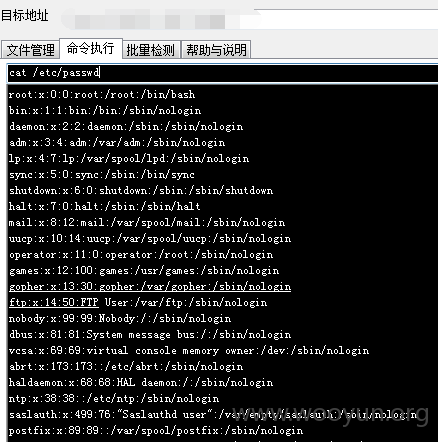 目标地址
文件管理 命令执行 批量检测 帮助与说明
cat /etc/passwd
root:x:0:0:root:/root:/bin/bash
bin:x:1:1:bin:/bin:/sbin/nologin
daemon:x:2:2:daemon:/sbin:/sbin/nologin
adm:x:3:4:adm:/var/adm:/sbin/nologin
lp:x:4:7:lp:/var/spool/lpd:/sbin/nologin
sync:x:5:0:sync:/sbin:/bin/sync
shutdown:x:6:0:shutdown:/sbin:/sbin/shutdown
halt:x:7:0:halt:/sbin:/sbin/halt
mail:x:8:12:mail:/var/spool/mail:/sbin/nologin
uucp:x:10:14:uucp:/var/spool/uucp:/sbin/nologin
operator:x:11:0:operator:/root:/sbin/nologin
games:x:12:100:games:/usr/games:/sbin/nologin
gopher:x:13:30:gopher:/var/gopher:/sbin/nologin
ftp:x:14:50:FTP User:/var/ftp:/sbin/nologin
nobody:x:99:99:Nobody:/:/sbin/nologin
dbus:x:81:81:System message bus:/:/sbin/nologin
vcsa:x:69:69:virtual console memory owner:/dev:/sbin/nologin
abrt:x:173:173::/etc/abrt:/sbin/nologin
haldaemon:x:68:68:HAL daemon:/:/sbin/nologin
ntp:x:38:38::/etc/ntp:/sbin/nologin
saslauth:x:499:76:"Saslauthd user":/var/empty/saslauth:/sbin/nologin
postfix:x:89:89::/var/spool/postfix:/sbin/nologin
www.wooyun.org